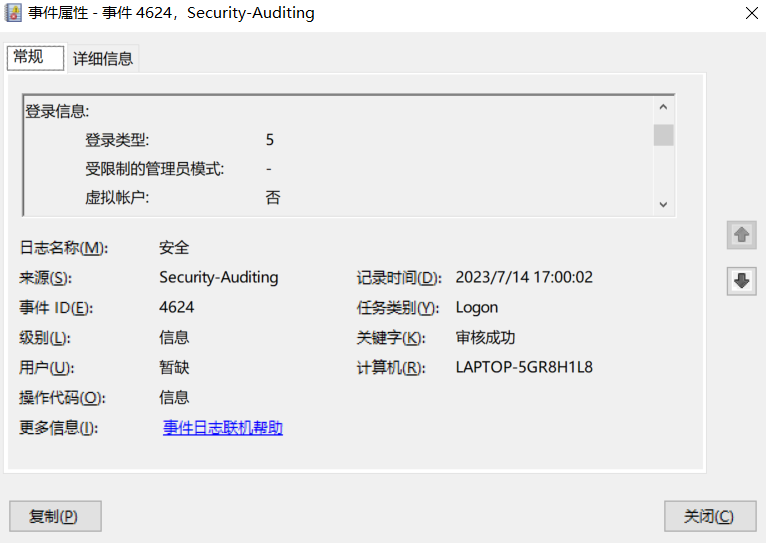 事件属性 - 事件 4624，Security-Auditing
常规 详细信息
登录信息:
登录类型: 5
受限制的管理员模式: -
虚拟帐户: 否
日志名称(M): 安全
来源(S): Security-Auditing 记录时间(D): 2023/7/14 17:00:02
事件 ID(E): 4624 任务类别(Y): Logon
级别(L): 信息 关键字(K): 审核成功
用户(U): 暂缺 计算机(R): LAPTOP-5GR8H1L8
操作代码(O): 信息
更多信息(I): 事件日志联机帮助
复制(P) 关闭(C)